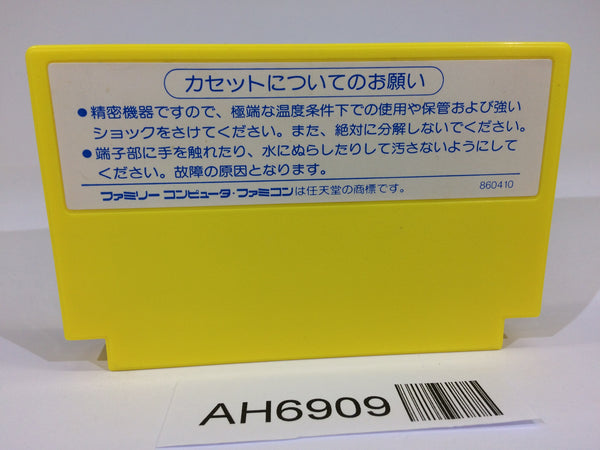 カセットについてのお願い
●精密機器ですので、極端な温度条件下での使用や保管および強い
ショックをさけてください。また、絶対に分解しないでください。
●端子部に手を触れたり、水にぬらしたりして汚さないようにして
ください。故障の原因となります。
ファミリー コンピュータ・ファミコンは任天堂の商標です。 860410
AH6909